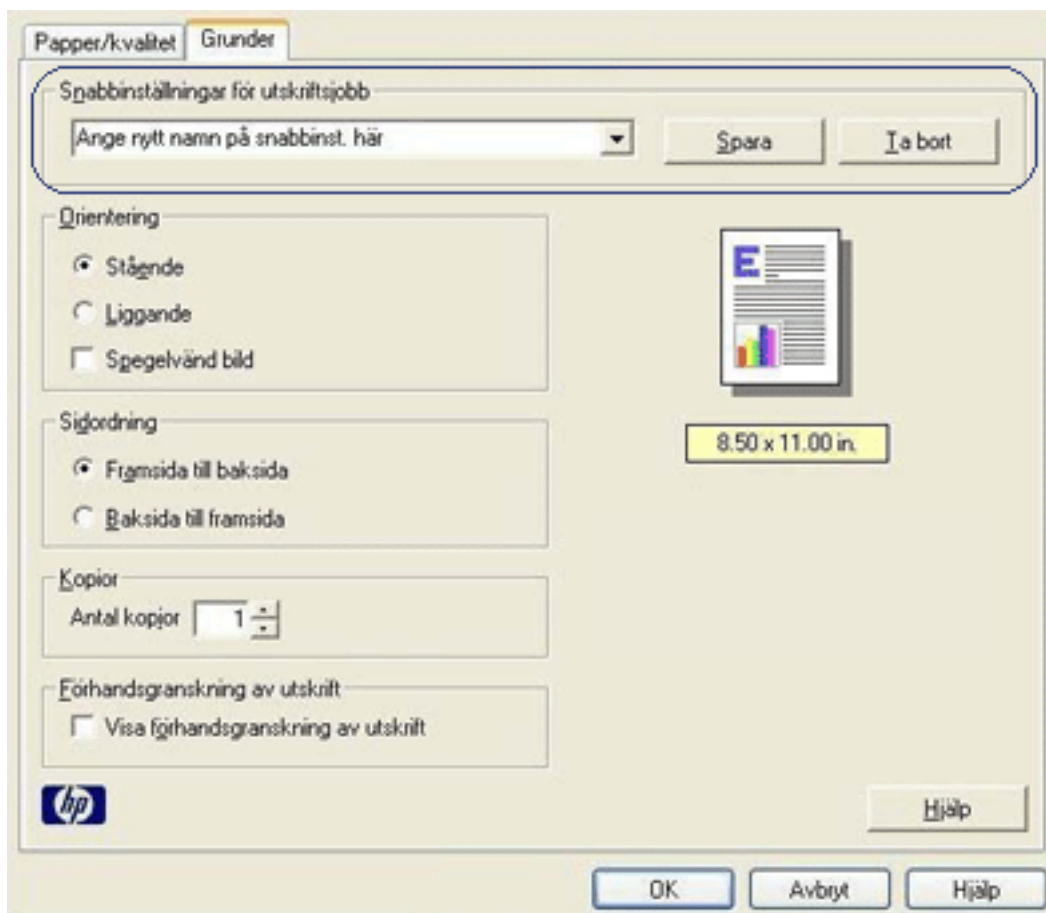 Papper/kvalitet Grunder
Snabbinställningar för utskriftsjobb
Ange nytt namn på snabbinst. här Spara Ta bort
Orientering
Stående
Liggande
Spegelvänd bild
E
8.50 x 11.00 in.
Sidordning
Framsida till baksida
Baksida till framsida
Kopior
Antal kopior 1
Förhandsgranskning av utskrift
Visa förhandsgranskning av utskrift
hp
Hjälp
OK Avbryt Hjälp